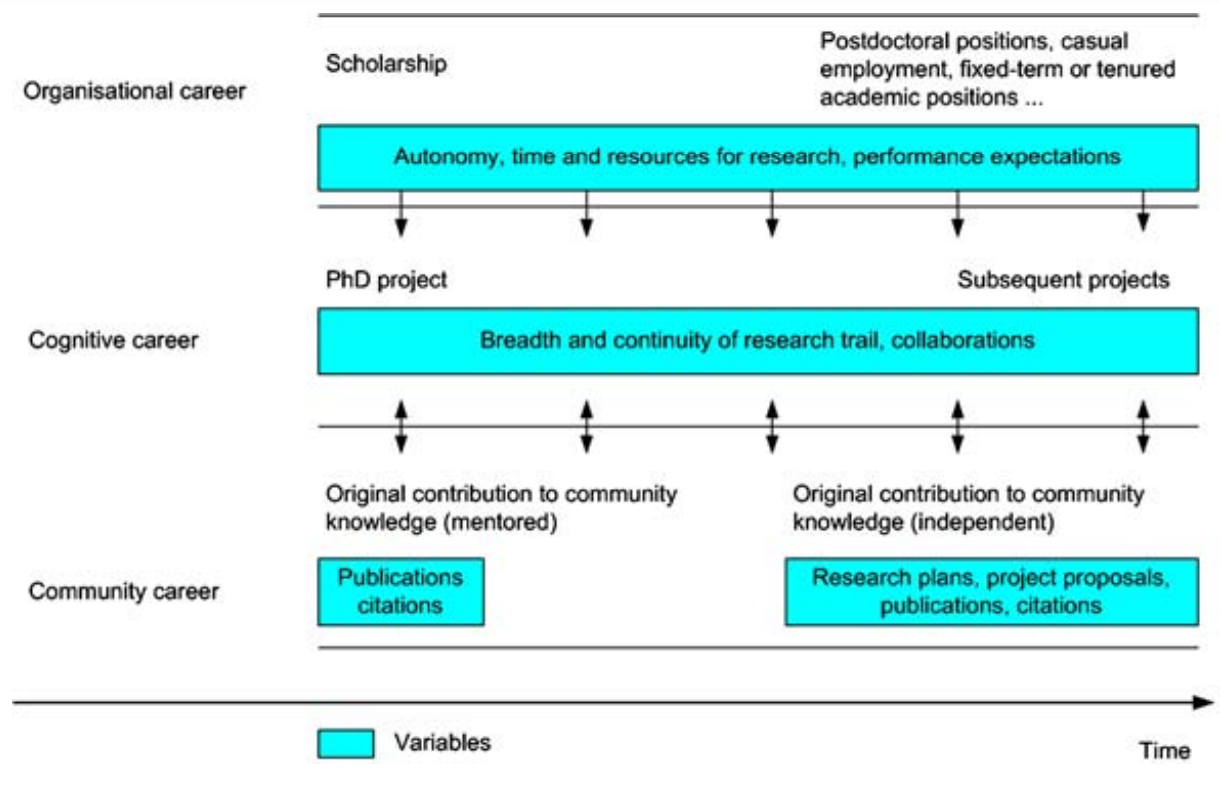 Organisational career
Scholarship
Postdoctoral positions, casual
employment, fixed-term or tenured
academic positions ...
Autonomy, time and resources for research, performance expectations
Cognitive career
PhD project
Subsequent projects
Breadth and continuity of research trail, collaborations
Community career
Original contribution to community
knowledge (mentored)
Original contribution to community
knowledge (independent)
Publications
citations
Research plans, project proposals,
publications, citations
Variables
Time